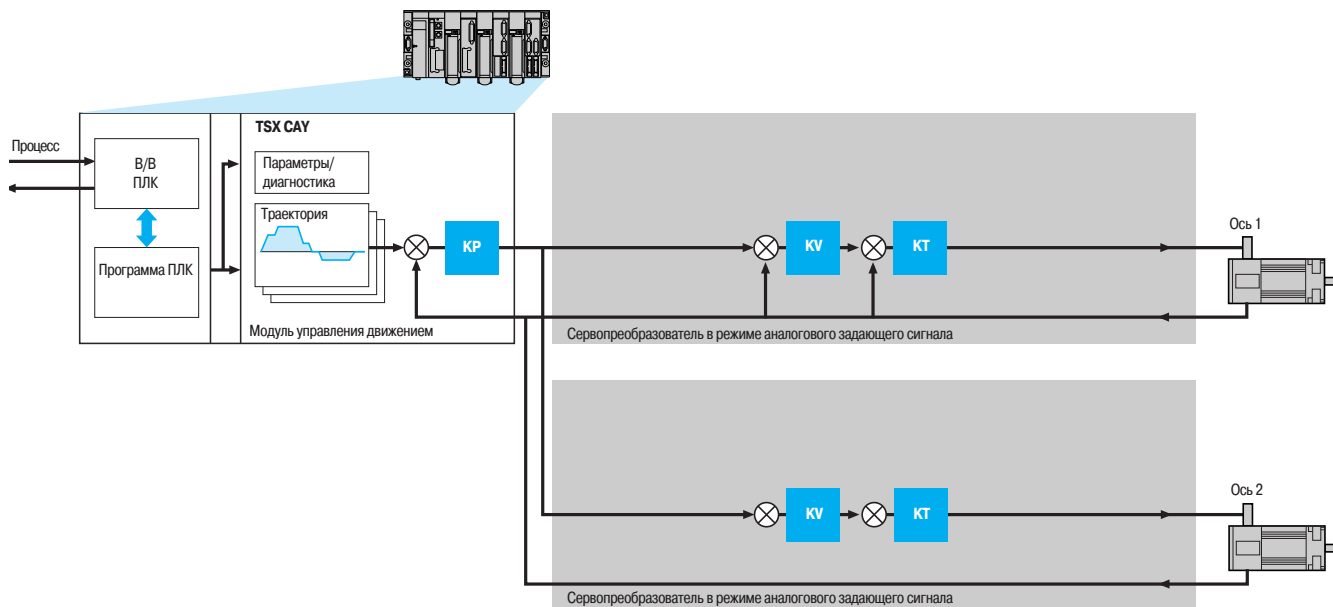 TSX CAY
Процесс
В/В
ПЛК
Программа ПЛК
Параметры/
диагностика
Траектория
KP
Модуль управления движением
KV
KT
Ось 1
Сервопреобразователь в режиме аналогового задающего сигнала
KV
KT
Ось 2
Сервопреобразователь в режиме аналогового задающего сигнала